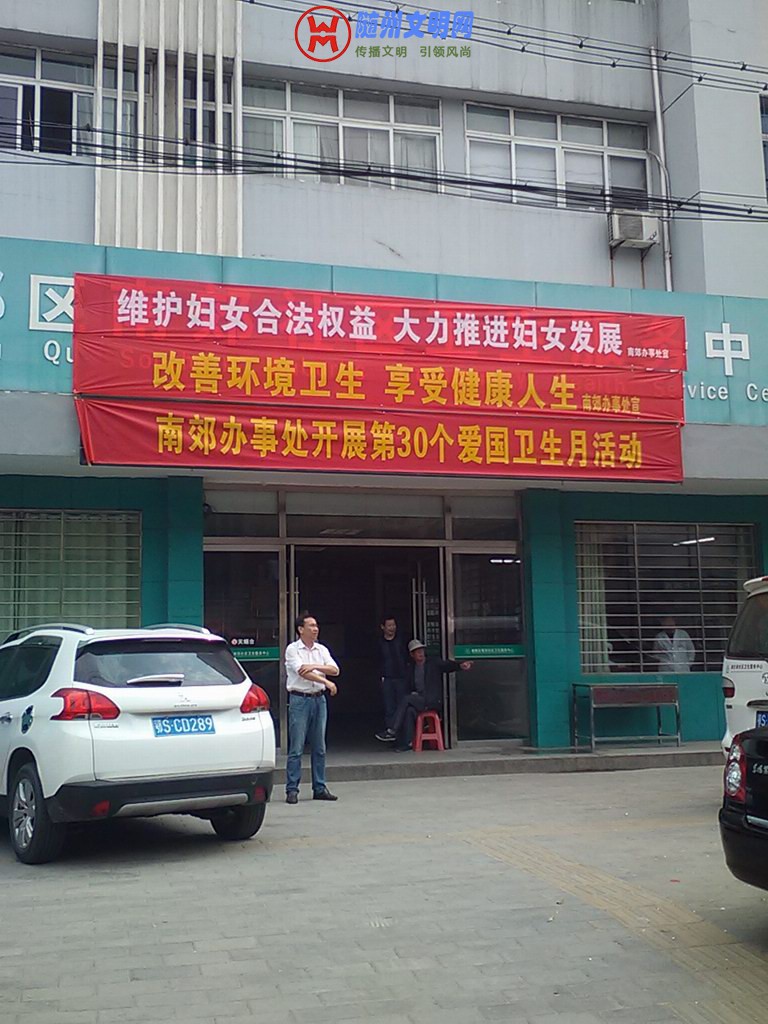 随州文明网
传播文明 引领风尚
维护妇女合法权益 大力推进妇女发展 南郊办事处宣
区
中
Qu
So
Service Ce
改善环境卫生 享受健康人生 南郊办事处宣
南郊办事处开展第30个爱国卫生月活动
鄂S·CD289